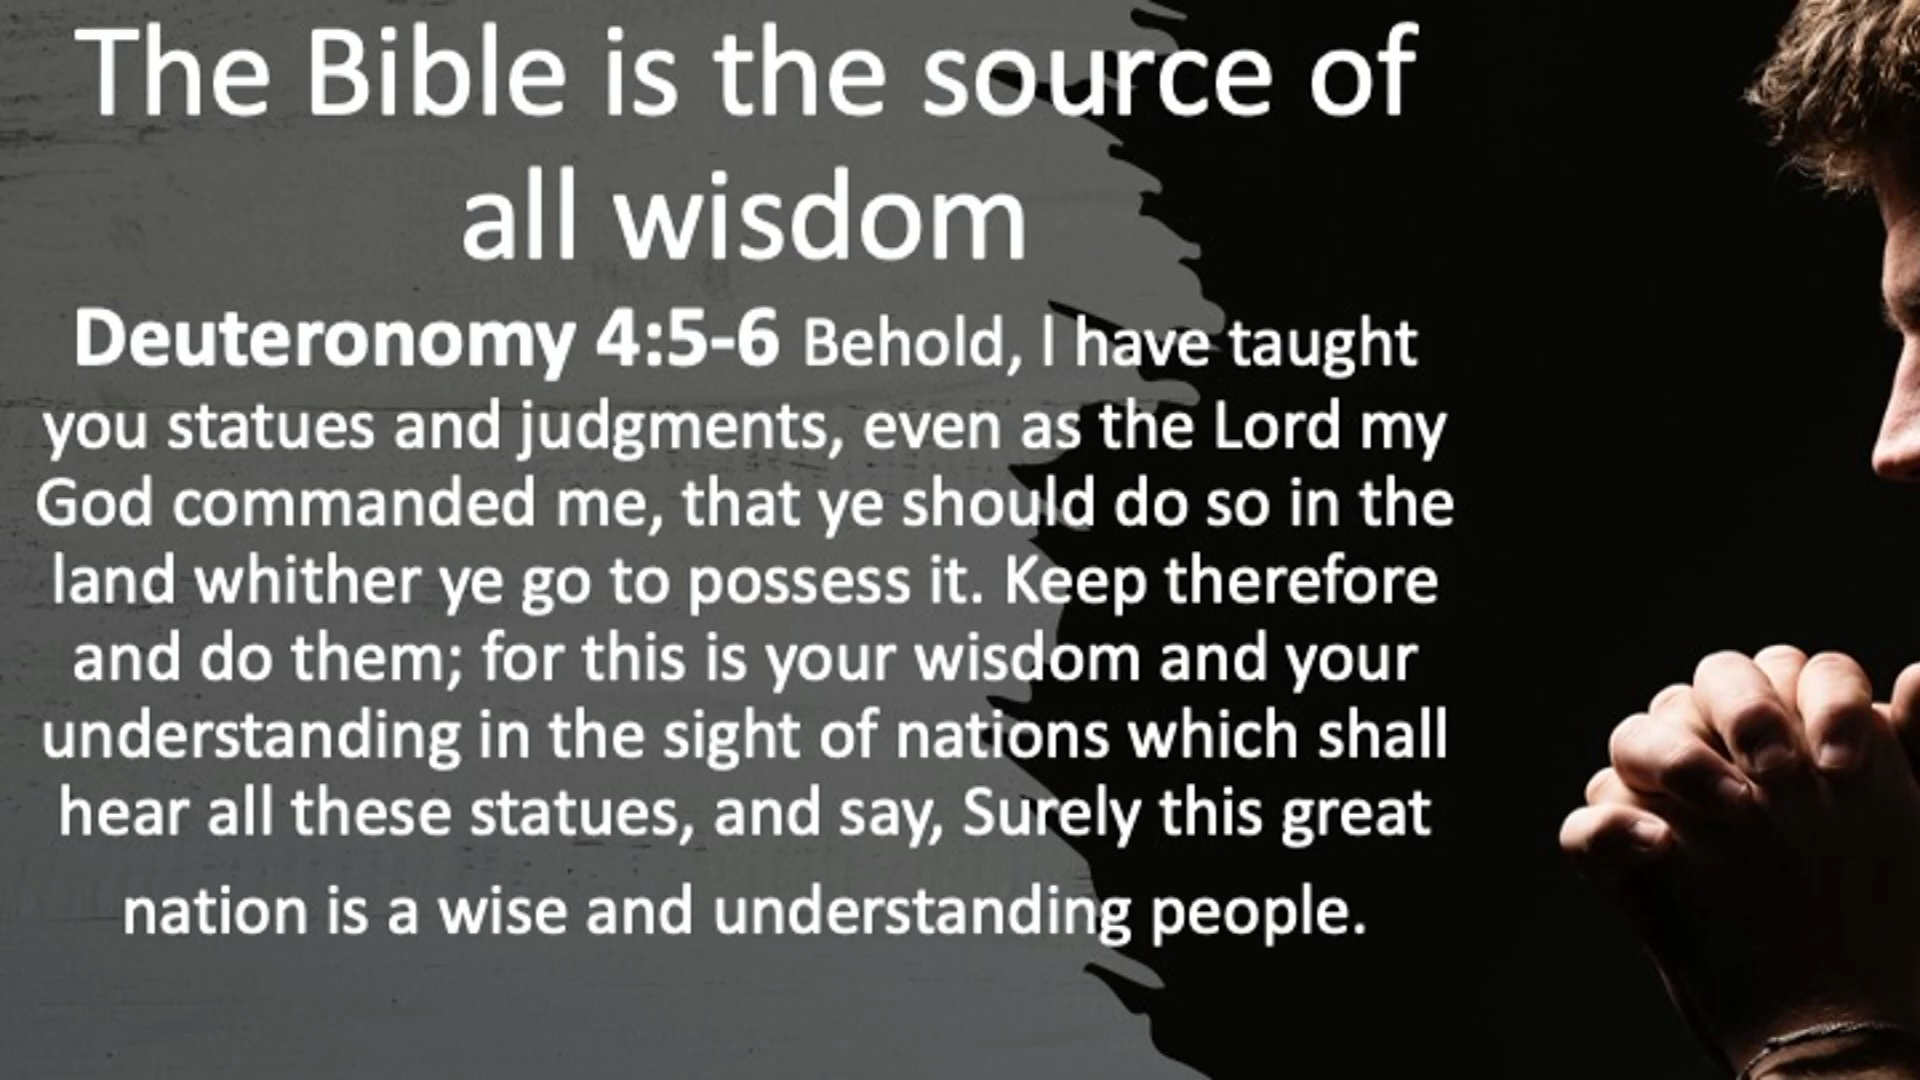 The Bible is the source of
all wisdom
Deuteronomy 4:5-6 Behold, I have taught
you statues and judgments, even as the Lord my
God commanded me, that ye should do so in the
land whither ye go to possess it. Keep therefore
and do them; for this is your wisdom and your
understanding in the sight of nations which shall
hear all these statues, and say, Surely this great
nation is a wise and understanding people.